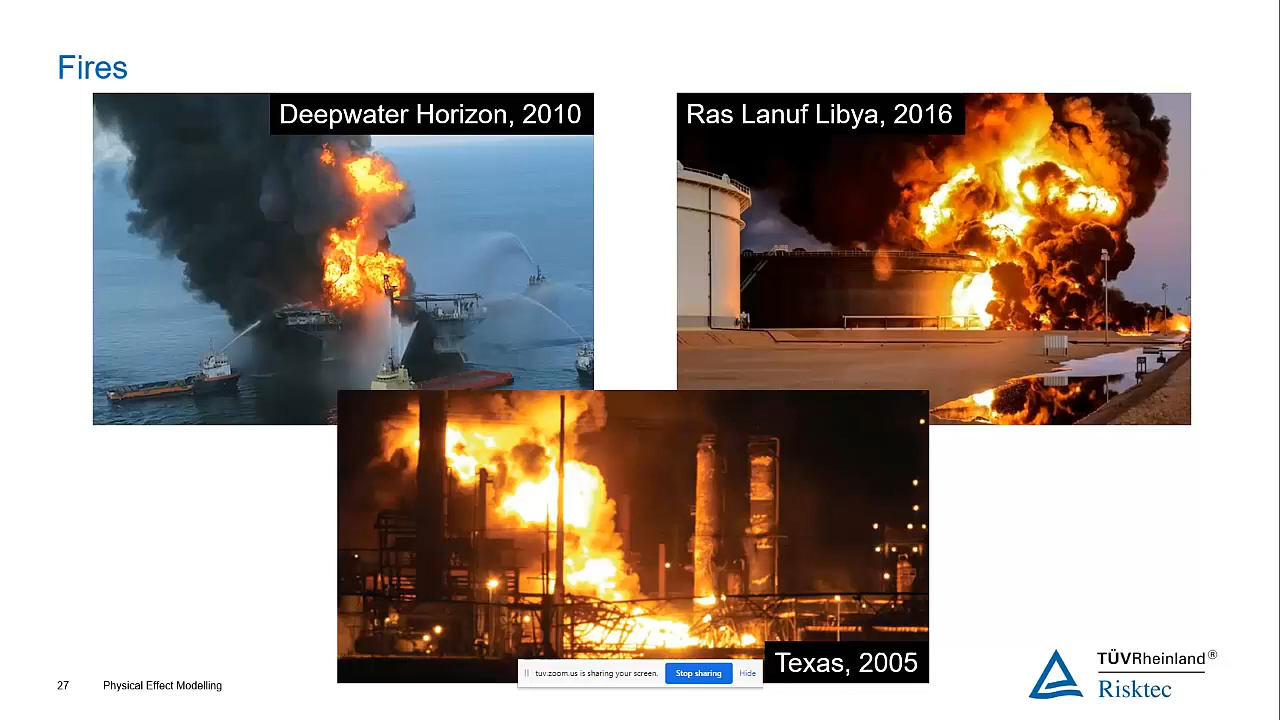 Fires
Deepwater Horizon, 2010
Ras Lanuf Libya, 2016
Texas, 2005
tuv.zoom.us is sharing your screen.
Stop sharing
Hide
27
Physical Effect Modelling
TÜVRheinland®
Risktec